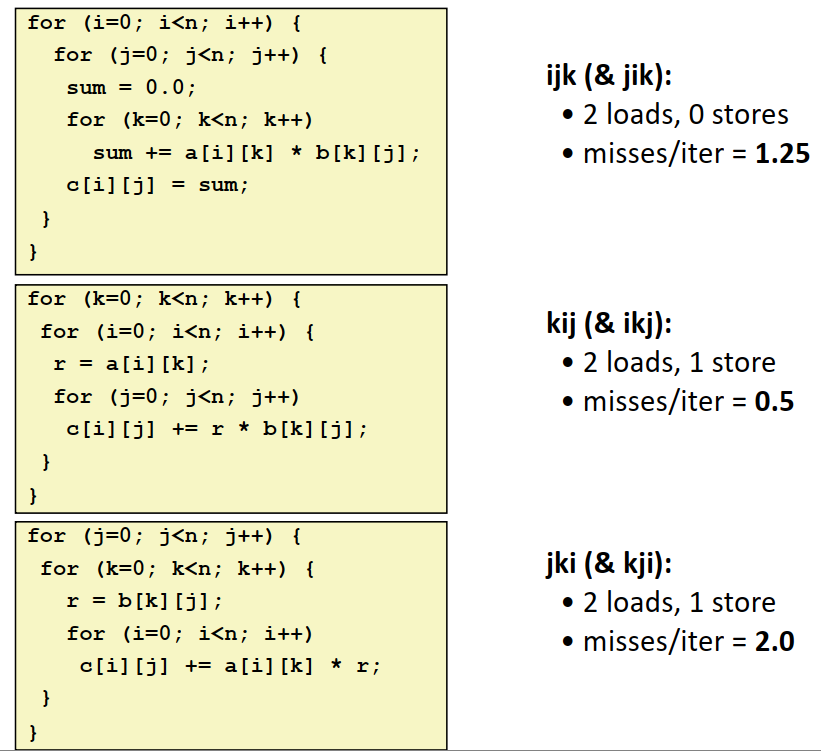 for (i=0; i<n; i++) {
  for (j=0; j<n; j++) {
   sum = 0.0;
   for (k=0; k<n; k++)
     sum += a[i][k] * b[k][j];
   c[i][j] = sum;
 }
}
ijk (& jik):
• 2 loads, 0 stores
• misses/iter = 1.25
for (k=0; k<n; k++) {
 for (i=0; i<n; i++) {
  r = a[i][k];
  for (j=0; j<n; j++)
   c[i][j] += r * b[k][j];
 }
}
kij (& ikj):
• 2 loads, 1 store
• misses/iter = 0.5
for (j=0; j<n; j++) {
 for (k=0; k<n; k++) {
   r = b[k][j];
   for (i=0; i<n; i++)
    c[i][j] += a[i][k] * r;
 }
}
jki (& kji):
• 2 loads, 1 store
• misses/iter = 2.0